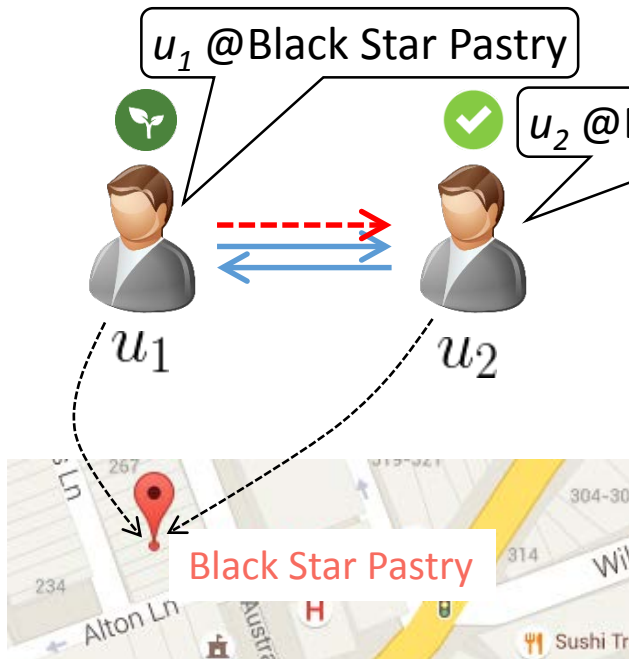 u₁ @Black Star Pastry
u₂ @
u₁
u₂
267
304-30
Black Star Pastry
314
234
Alton Ln
H
Sushi Tr